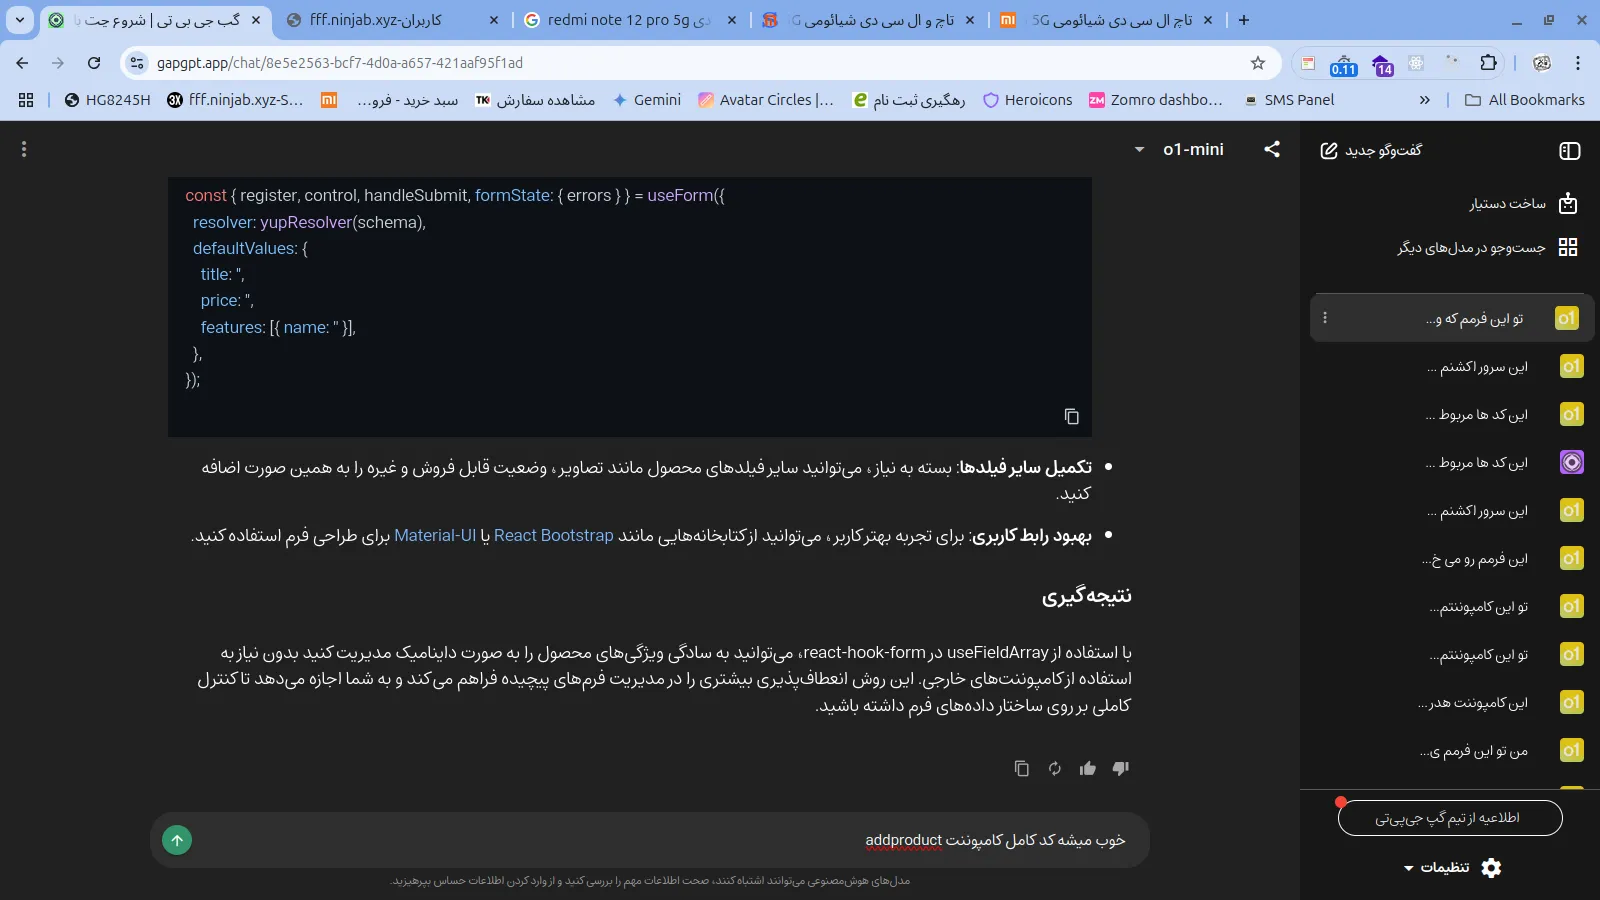 گپ جی بی تی | شروع چت با
fff.ninjab.xyz-کاربران
redmi note 12 pro 5g دی
تاچ و ال سی دی شیائومی 5G
تاچ ال سی دی شیائومی 5G
gapgpt.app/chat/8e5e2563-bcf7-4d0a-a657-421aaf95f1ad
0.11
14
HG8245H
fff.ninjab.xyz-S...
سبد خرید - فرو...
مشاهده سفارش
Gemini
Avatar Circles |...
رهگیری ثبت نام
Heroicons
Zomro dashbo...
SMS Panel
All Bookmarks
o1-mini
const { register, control, handleSubmit, formState: { errors } } = useForm({
resolver: yupResolver(schema),
defaultValues: {
title: '',
price: '',
features: [{ name: '' }],
},
});
تکمیل سایر فیلدها: بسته به نیاز، می‌توانید سایر فیلدهای محصول مانند تصاویر، وضعیت قابل فروش و غیره را به همین صورت اضافه
کنید.
بهبود رابط کاربری: برای تجربه بهتر کاربر، می‌توانید از کتابخانه‌هایی مانند React Bootstrap یا Material-UI برای طراحی فرم استفاده کنید.
نتیجه‌گیری
با استفاده از useFieldArray در react-hook-form، می‌توانید به سادگی ویژگی‌های محصول را به صورت داینامیک مدیریت کنید بدون نیاز به
استفاده از کامپوننت‌های خارجی. این روش انعطاف‌پذیری بیشتری را در مدیریت فرم‌های پیچیده فراهم می‌کند و به شما اجازه می‌دهد تا کنترل
کاملی بر روی ساختار داده‌های فرم داشته باشید.
خوب میشه کد کامل کامپوننت addproduct
مدل‌های هوش‌مصنوعی می‌توانند اشتباه کنند، صحت اطلاعات مهم را بررسی کنید و از وارد کردن اطلاعات حساس بپرهیزید.
گفت‌وگو جدید
ساخت دستیار
جست‌وجو در مدل‌های دیگر
تو این فرمم که و...
این سرور اکشنم ...
این کد ها مربوط ...
این کد ها مربوط ...
این سرور اکشنم ...
این فرمم رو می خ...
تو این کامپوننتم...
تو این کامپوننتم...
این کامپوننت هدر...
من تو این فرمم ی...
اطلاعیه از تیم گپ جی‌پی‌تی
تنظیمات